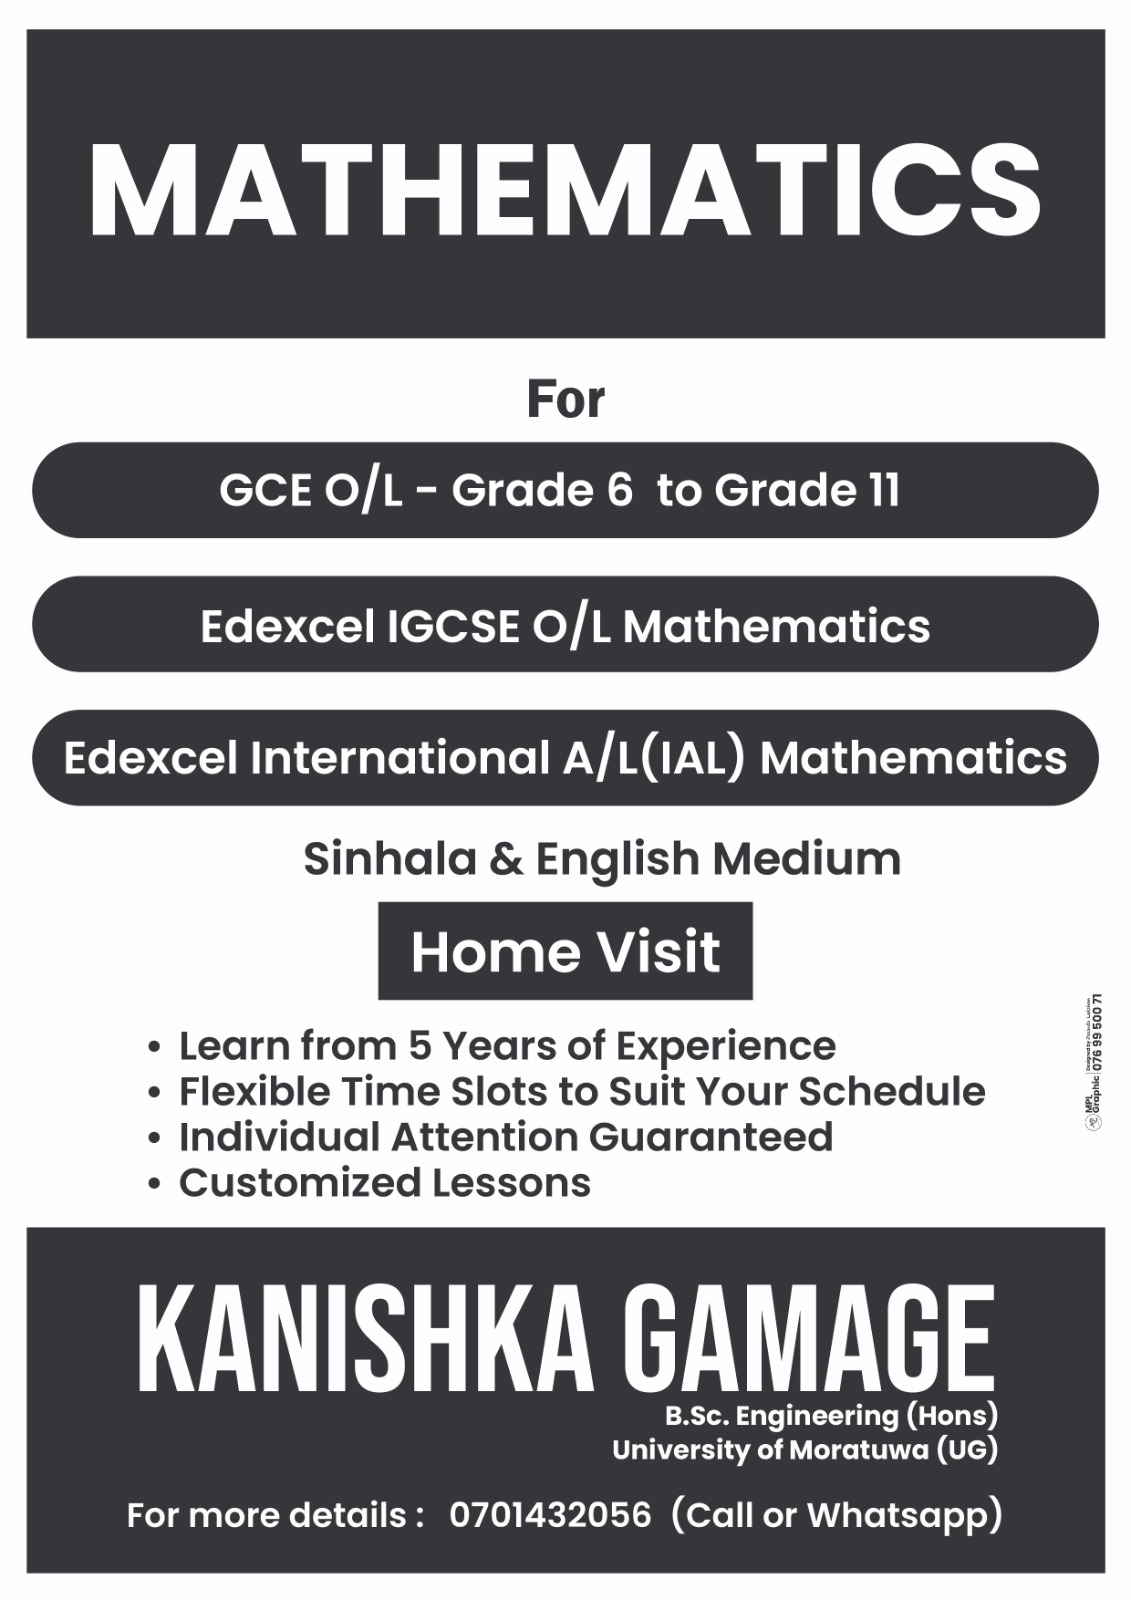 MATHEMATICS
For
GCE O/L - Grade 6 to Grade 11
Edexcel IGCSE O/L Mathematics
Edexcel International A/L(IAL) Mathematics
Sinhala & English Medium
Home Visit
• Learn from 5 Years of Experience
• Flexible Time Slots to Suit Your Schedule
• Individual Attention Guaranteed
• Customized Lessons
MPL
Graphic
Designed by
076 99 500 71
KANISHKA GAMAGE
B.Sc. Engineering (Hons)
University of Moratuwa (UG)
For more details : 0701432056 (Call or Whatsapp)